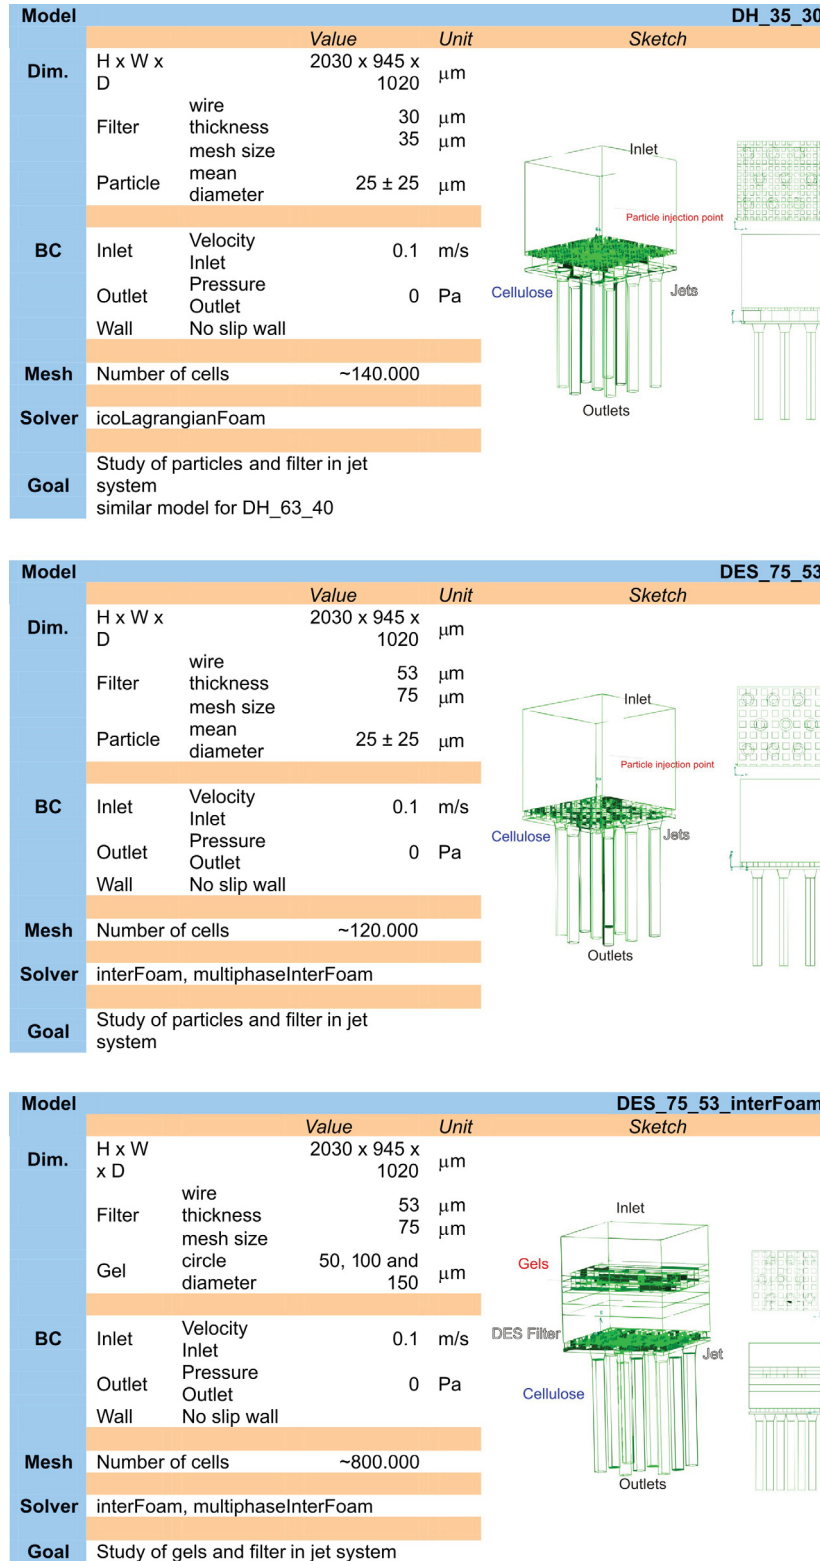 Model DH_35_30
Value Unit Sketch
Dim. H x W x D 2030 x 945 x 1020 μm
Filter wire thickness 30 μm
mesh size 35 μm
Particle mean diameter 25 ± 25 μm
BC Inlet Velocity Inlet 0.1 m/s
Outlet Pressure Outlet 0 Pa
Wall No slip wall
Mesh Number of cells ~140.000
Solver icoLagrangianFoam
Goal Study of particles and filter in jet
system
similar model for DH_63_40
Inlet
Particle injection point
Cellulose
Jets
Outlets
Model DES_75_53
Value Unit Sketch
Dim. H x W x D 2030 x 945 x 1020 μm
Filter wire thickness 53 μm
mesh size 75 μm
Particle mean diameter 25 ± 25 μm
BC Inlet Velocity Inlet 0.1 m/s
Outlet Pressure Outlet 0 Pa
Wall No slip wall
Mesh Number of cells ~120.000
Solver interFoam, multiphaseInterFoam
Goal Study of particles and filter in jet
system
Inlet
Particle injection point
Cellulose
Jets
Outlets
Model DES_75_53_interFoam
Value Unit Sketch
Dim. H x W x D 2030 x 945 x 1020 μm
Filter wire thickness 53 μm
mesh size 75 μm
Gel circle diameter 50, 100 and 150 μm
BC Inlet Velocity Inlet 0.1 m/s
Outlet Pressure Outlet 0 Pa
Wall No slip wall
Mesh Number of cells ~800.000
Solver interFoam, multiphaseInterFoam
Goal Study of gels and filter in jet system
Inlet
Gels
DES Filter
Jet
Cellulose
Outlets